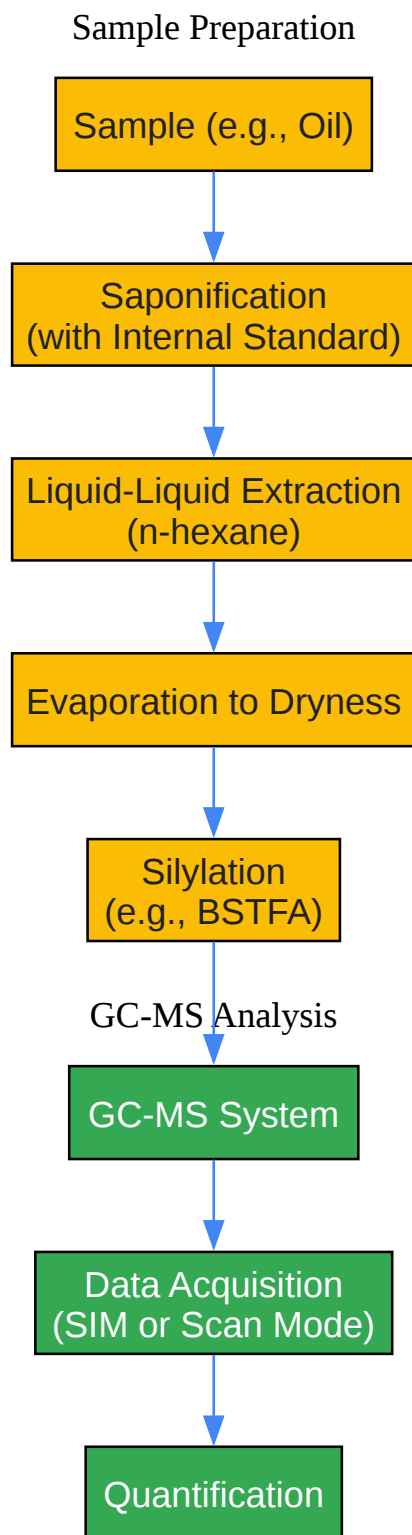 Sample Preparation
Sample (e.g., Oil)
Saponification
(with Internal Standard)
Liquid-Liquid Extraction
(n-hexane)
Evaporation to Dryness
Silylation
(e.g., BSTFA)
GC-MS Analysis
GC-MS System
Data Acquisition
(SIM or Scan Mode)
Quantification